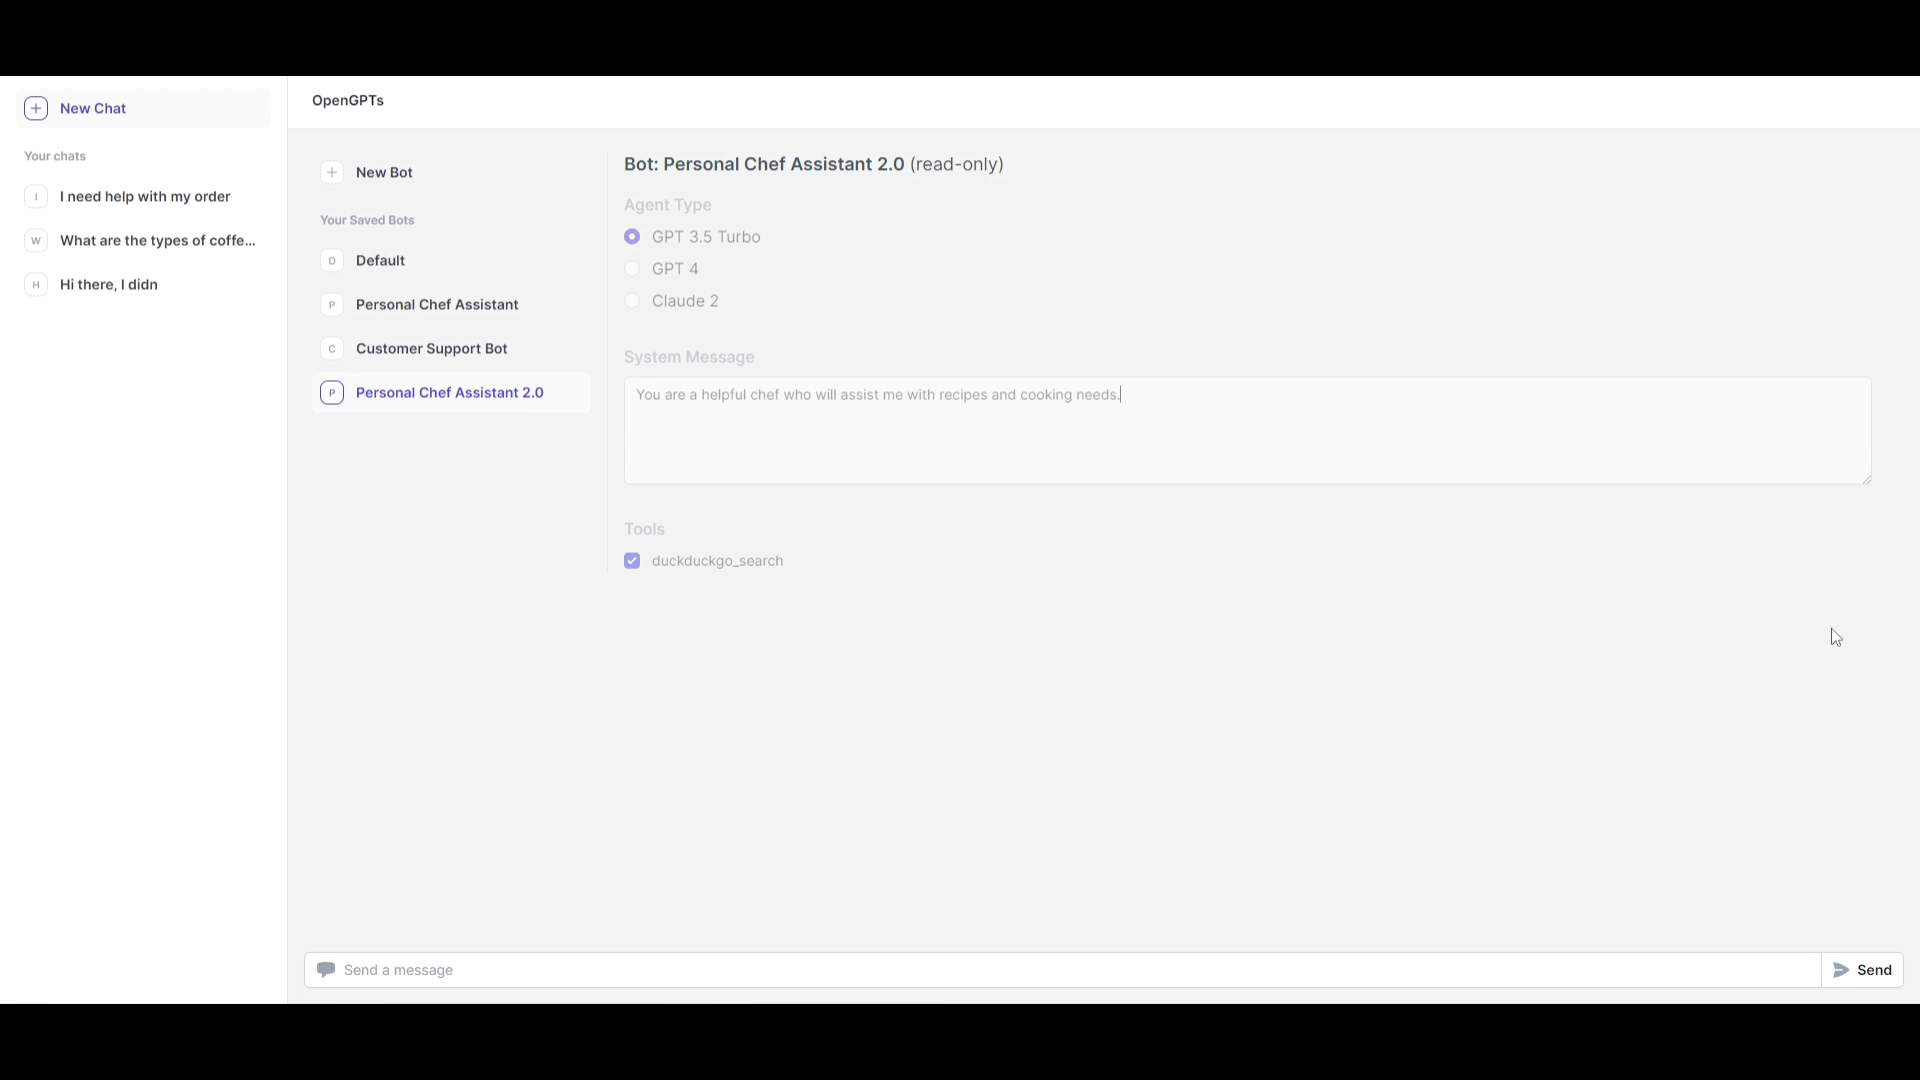 New Chat
Your chats
I
I need help with my order
W
What are the types of coffe...
H
Hi there, I didn
OpenGPTs
New Bot
Your Saved Bots
D
Default
P
Personal Chef Assistant
C
Customer Support Bot
P
Personal Chef Assistant 2.0
Bot: Personal Chef Assistant 2.0 (read-only)
Agent Type
GPT 3.5 Turbo
GPT 4
Claude 2
System Message
You are a helpful chef who will assist me with recipes and cooking needs.
Tools
duckduckgo_search
Send a message
Send